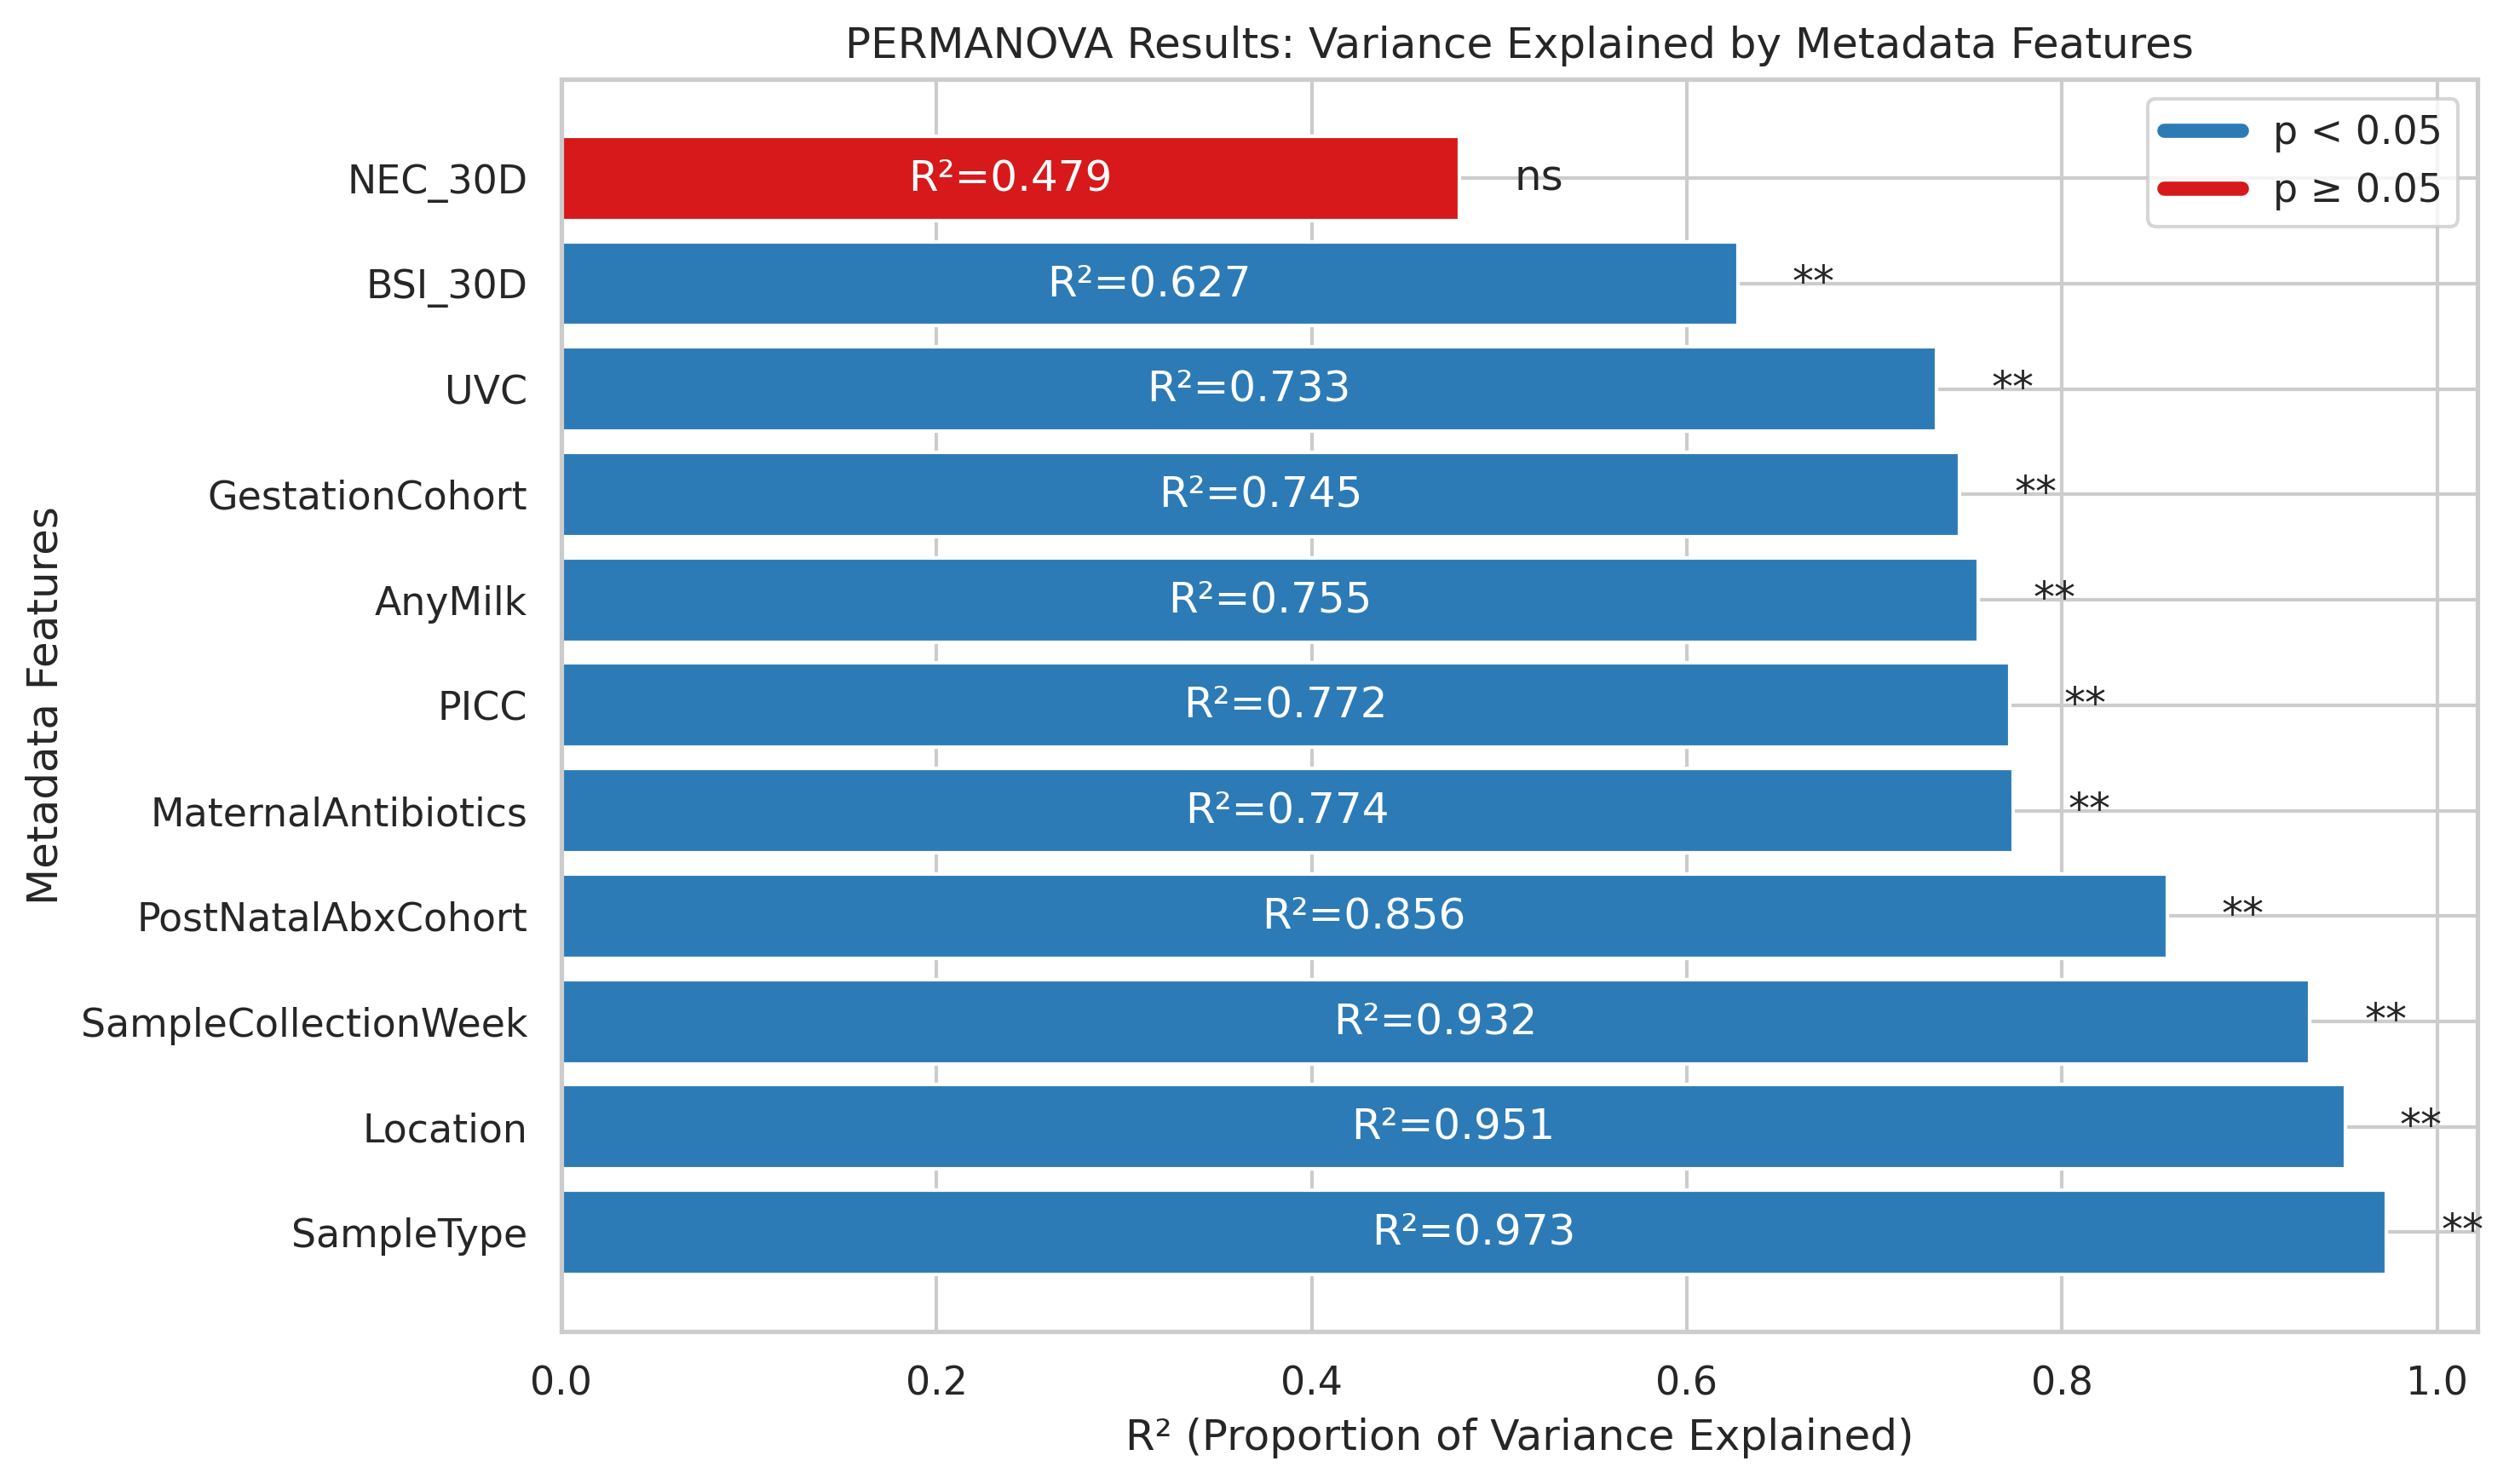 PERMANOVA Results: Variance Explained by Metadata Features
p < 0.05
p ≥ 0.05
NEC_30D
R²=0.479
ns
BSI_30D
R²=0.627
**
UVC
R²=0.733
**
GestationCohort
R²=0.745
**
AnyMilk
R²=0.755
**
PICC
R²=0.772
**
MaternalAntibiotics
R²=0.774
**
PostNatalAbxCohort
R²=0.856
**
SampleCollectionWeek
R²=0.932
**
Location
R²=0.951
**
SampleType
R²=0.973
**
Metadata Features
0.0 0.2 0.4 0.6 0.8 1.0
R² (Proportion of Variance Explained)